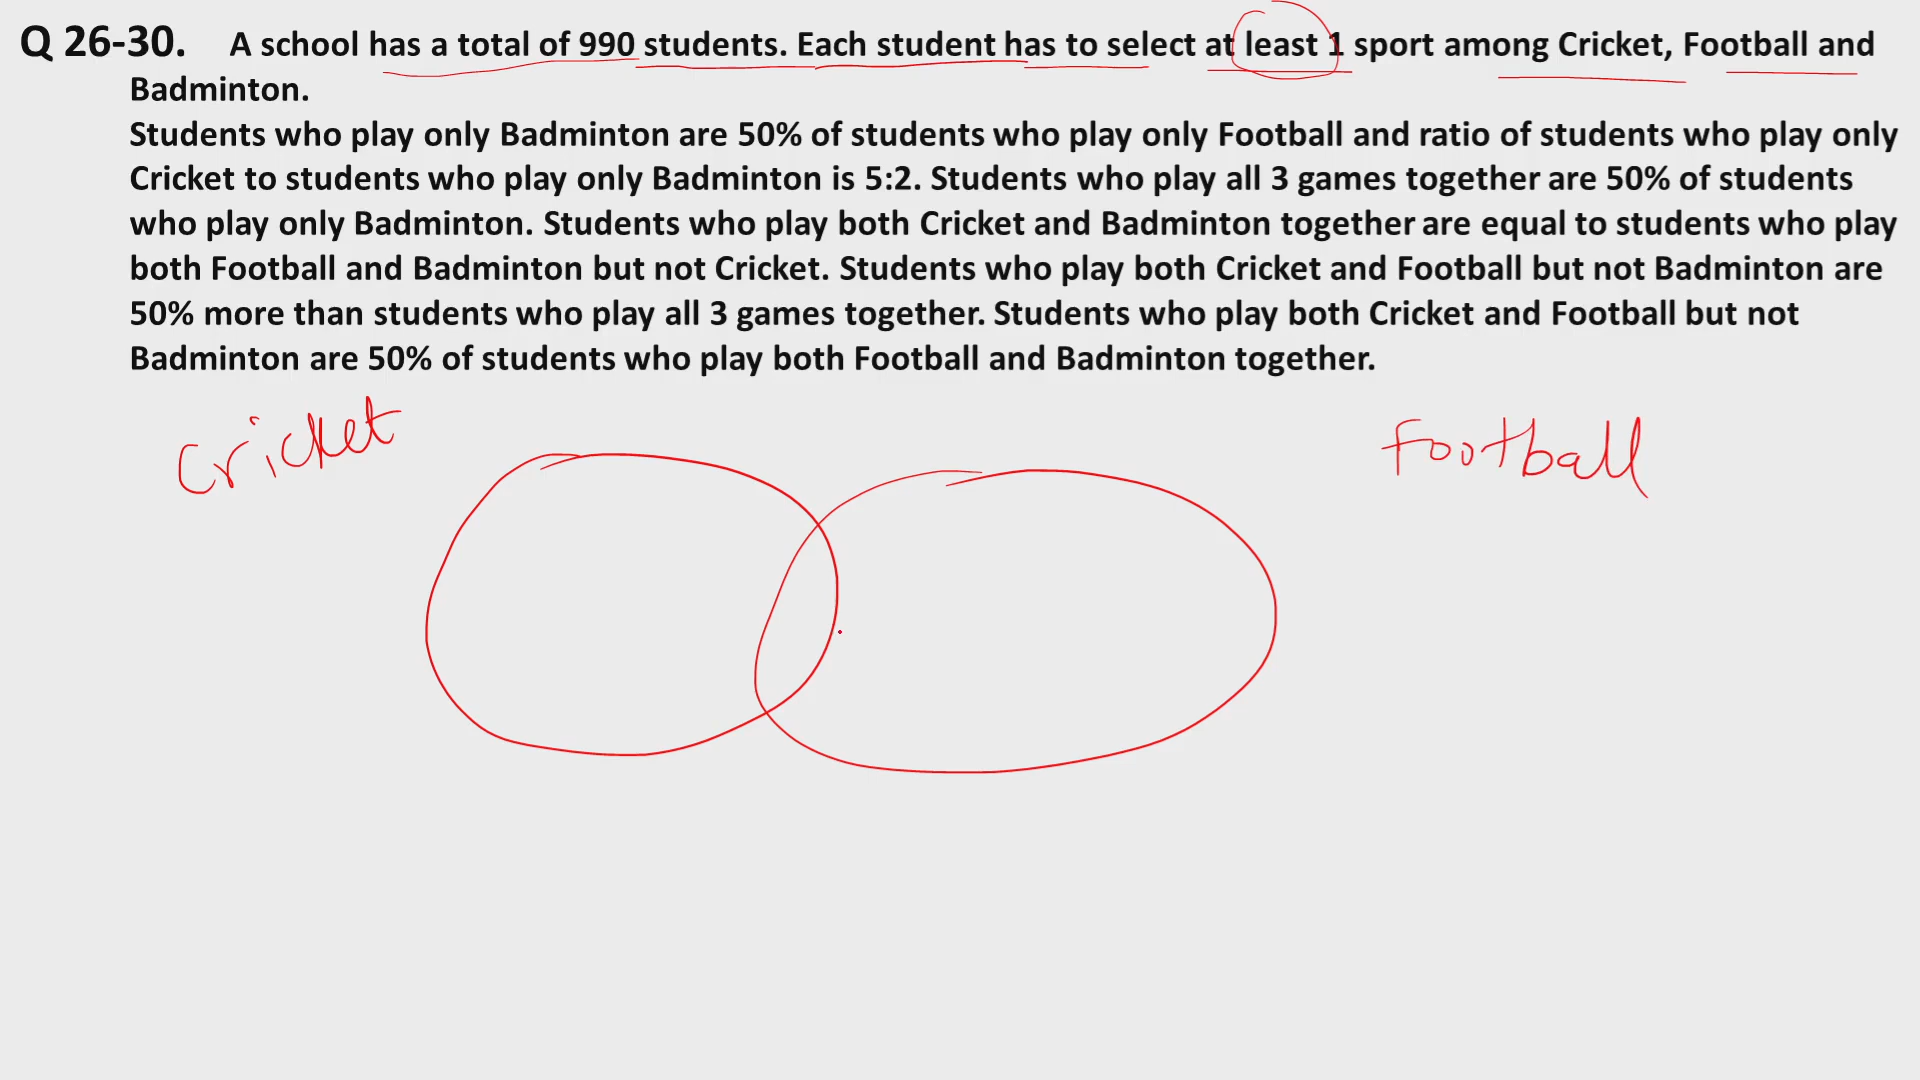 Q 26-30. A school has a total of 990 students. Each student has to select at least 1 sport among Cricket, Football and
Badminton.
Students who play only Badminton are 50% of students who play only Football and ratio of students who play only
Cricket to students who play only Badminton is 5:2. Students who play all 3 games together are 50% of students
who play only Badminton. Students who play both Cricket and Badminton together are equal to students who play
both Football and Badminton but not Cricket. Students who play both Cricket and Football but not Badminton are
50% more than students who play all 3 games together. Students who play both Cricket and Football but not
Badminton are 50% of students who play both Football and Badminton together.
Cricket
Football